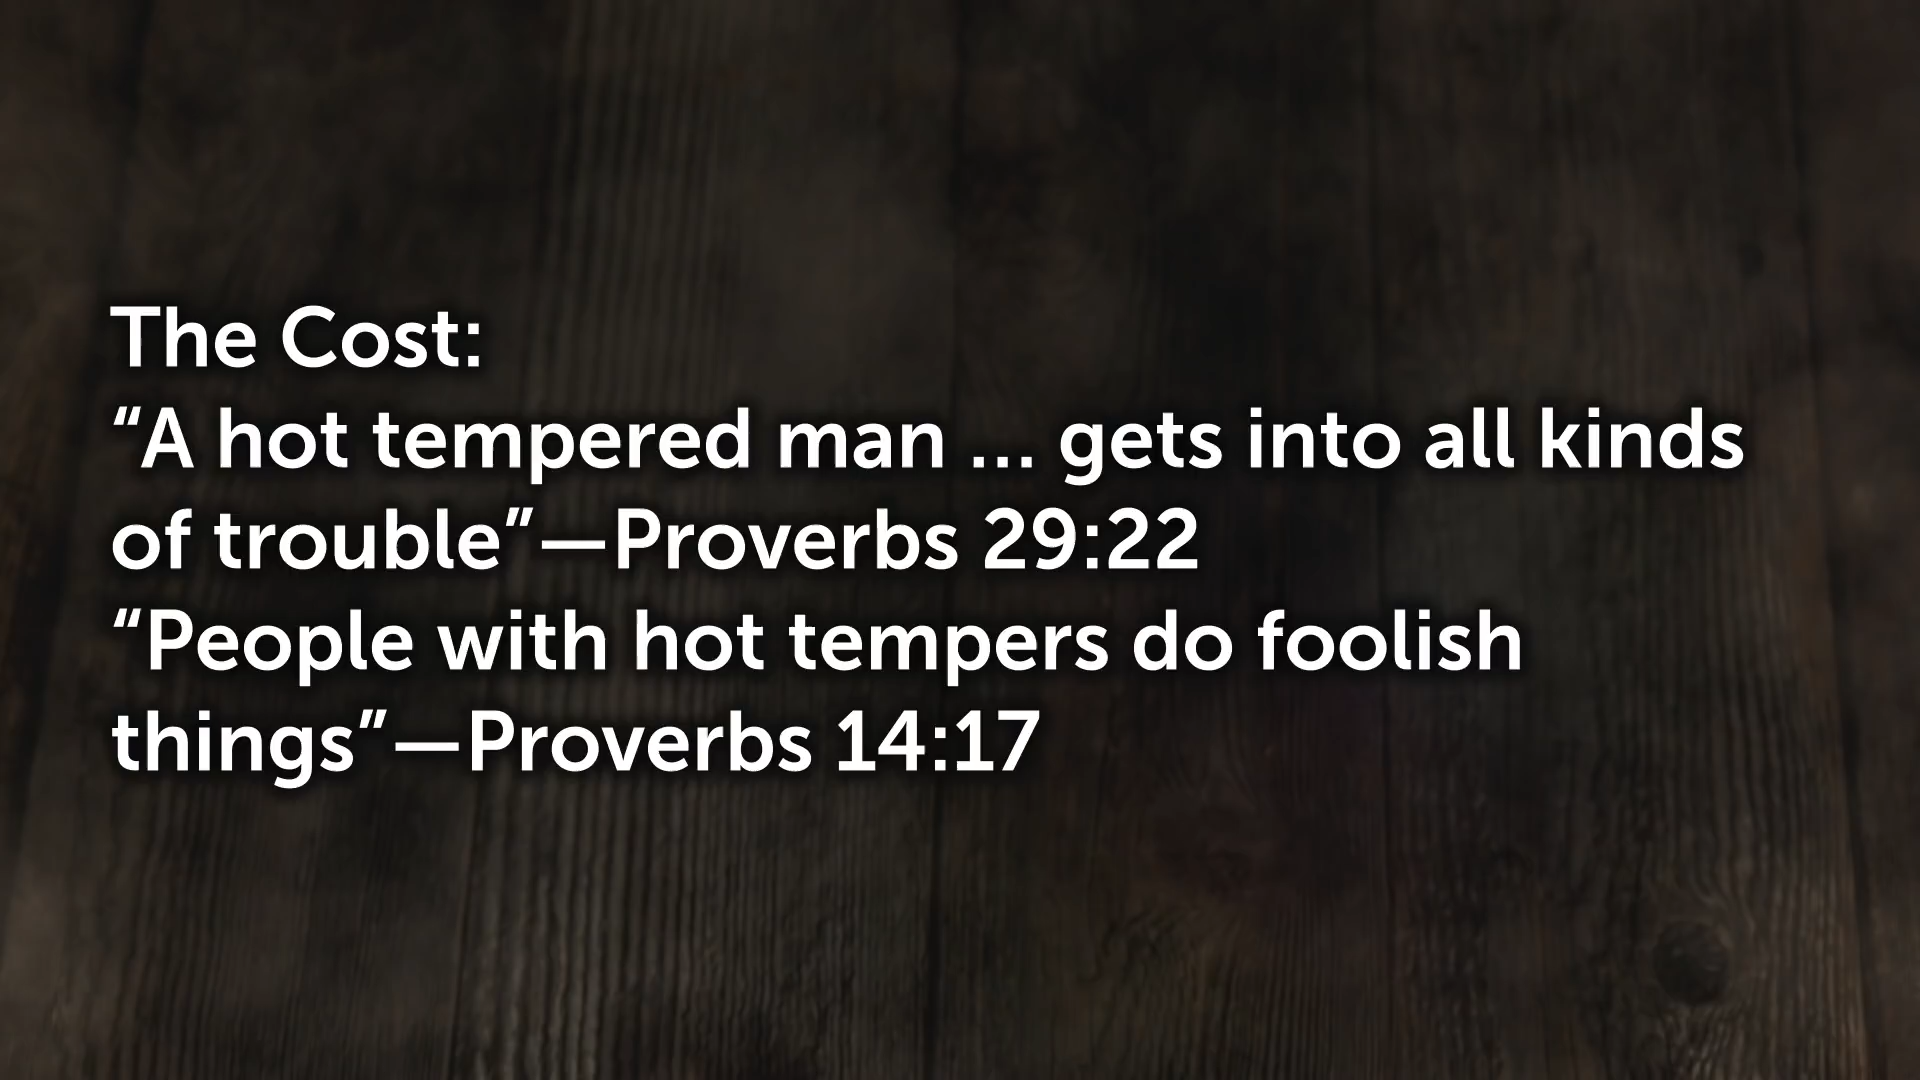 The Cost:
“A hot tempered man … gets into all kinds
of trouble”—Proverbs 29:22
“People with hot tempers do foolish
things”—Proverbs 14:17